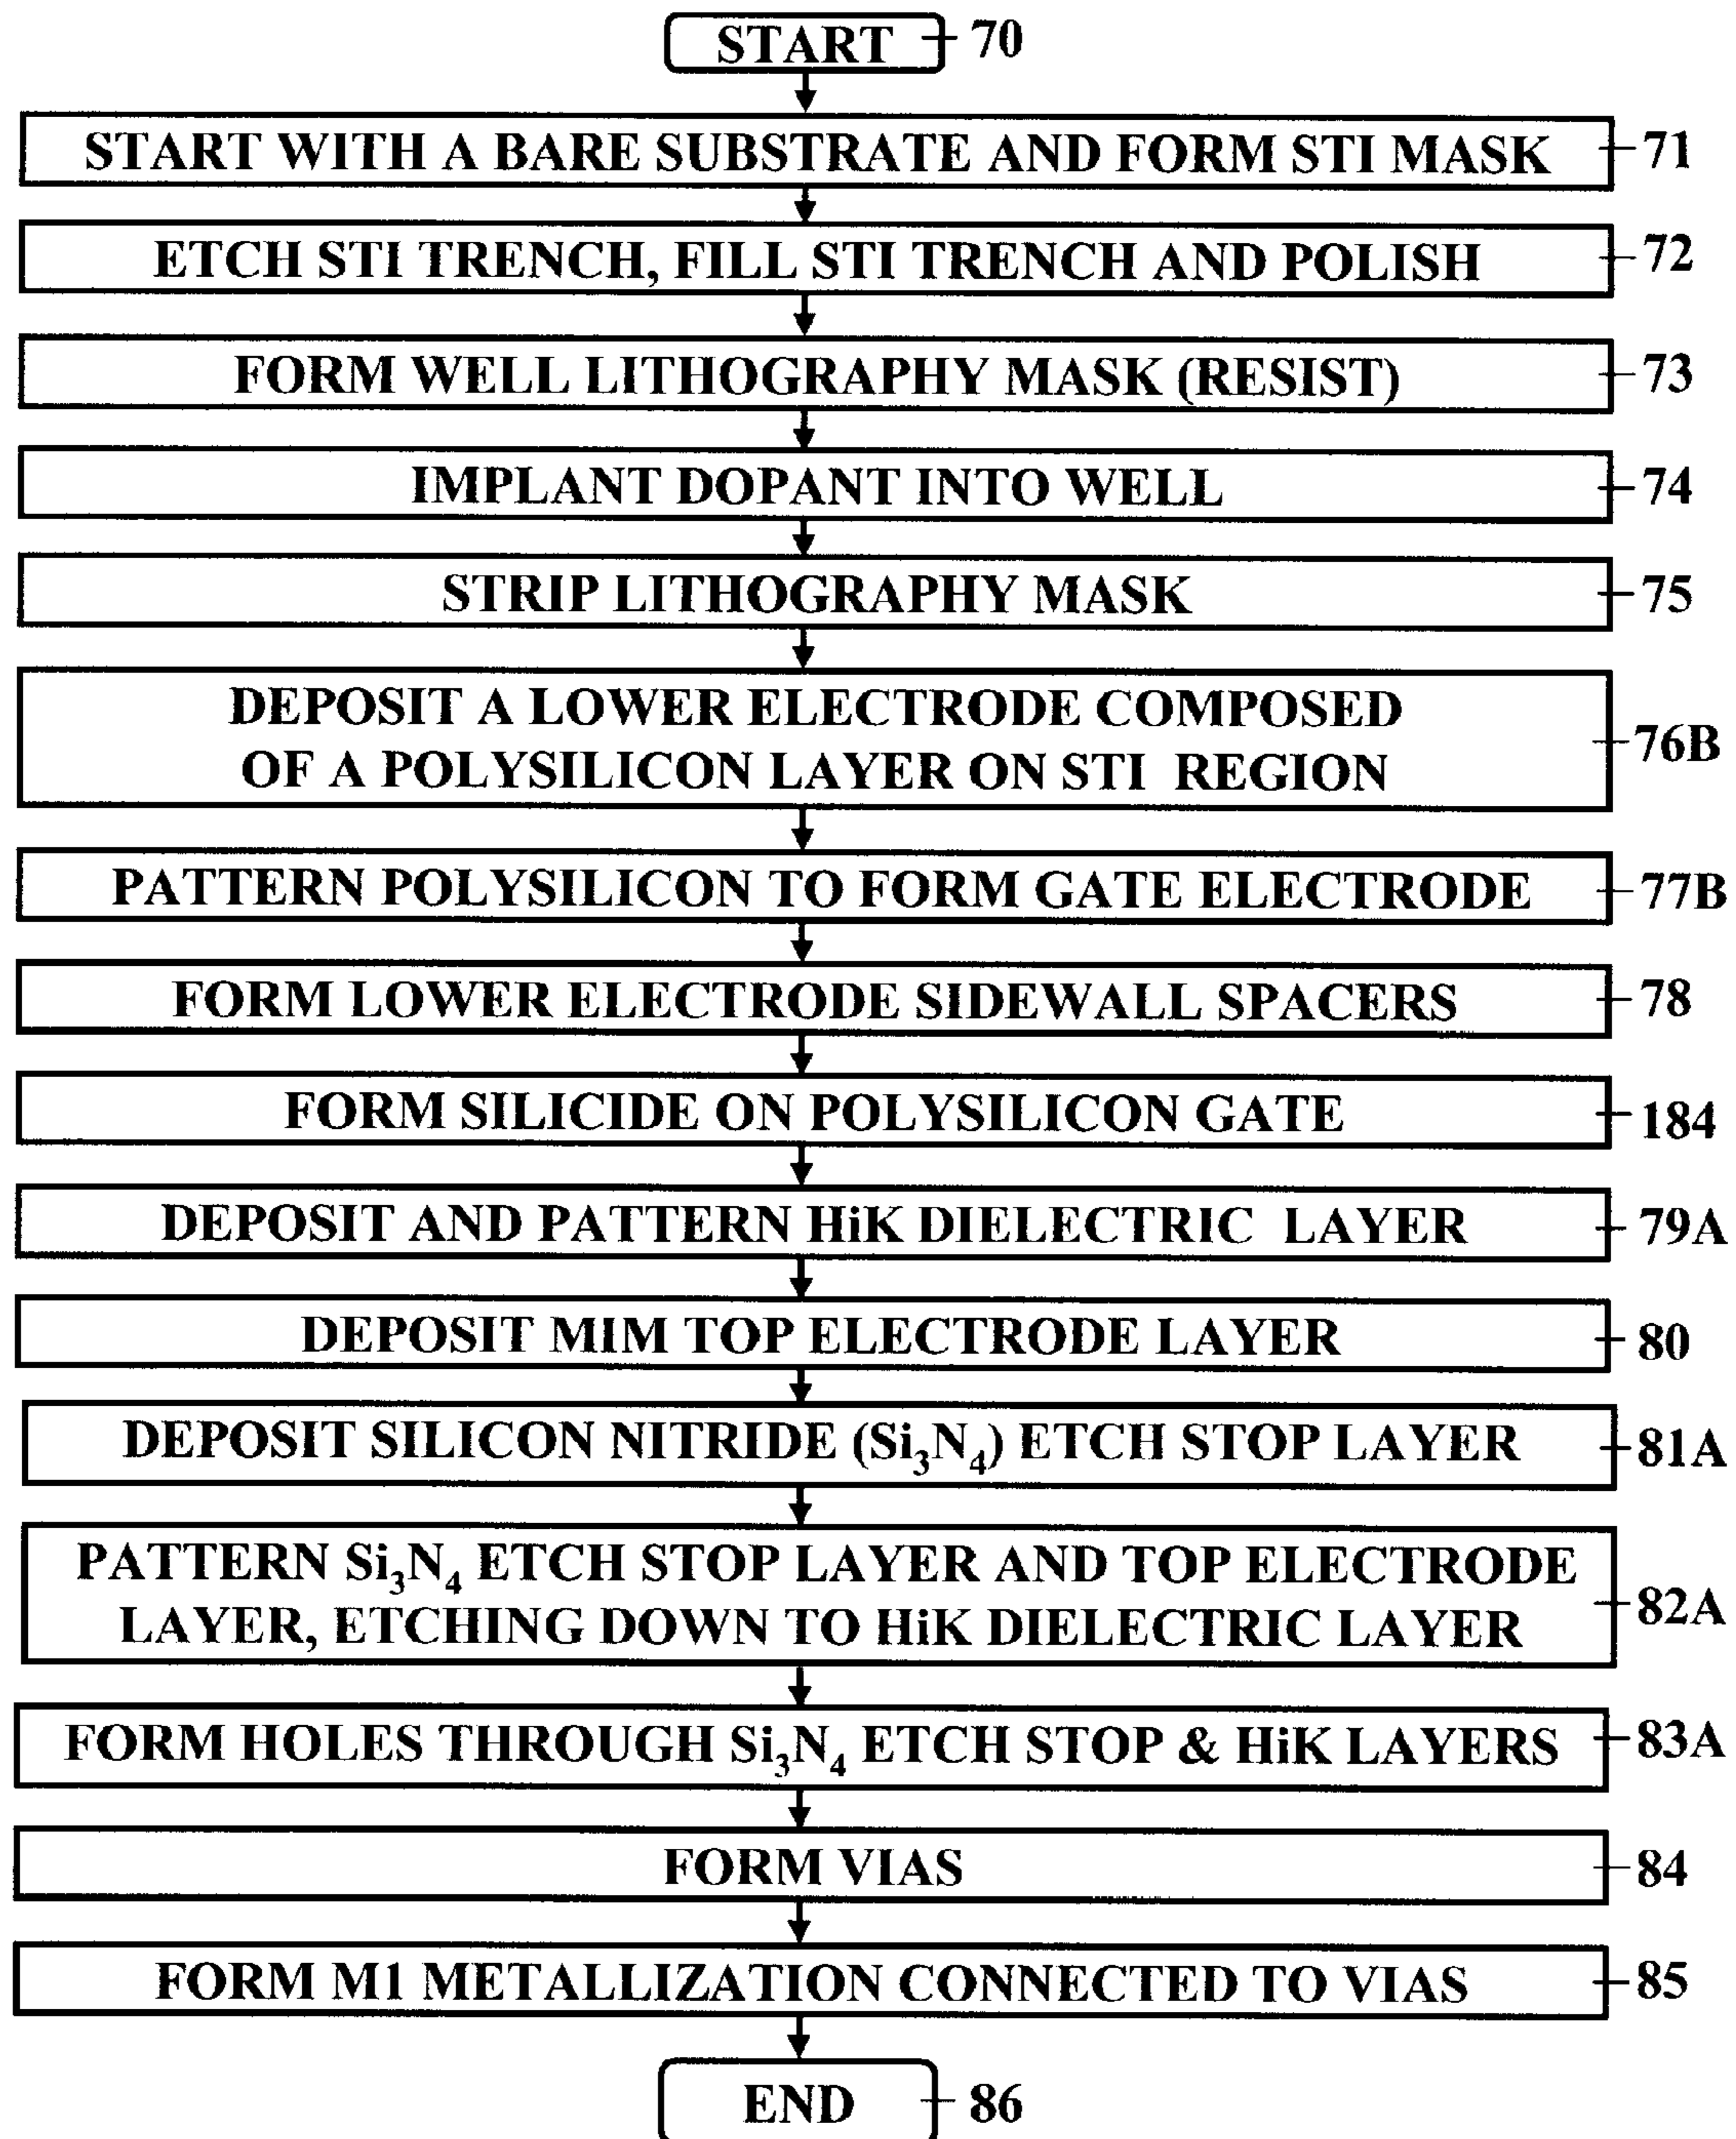 START 70
START WITH A BARE SUBSTRATE AND FORM STI MASK 71
ETCH STI TRENCH, FILL STI TRENCH AND POLISH 72
FORM WELL LITHOGRAPHY MASK (RESIST) 73
IMPLANT DOPANT INTO WELL 74
STRIP LITHOGRAPHY MASK 75
DEPOSIT A LOWER ELECTRODE COMPOSED
OF A POLYSILICON LAYER ON STI REGION 76B
PATTERN POLYSILICON TO FORM GATE ELECTRODE 77B
FORM LOWER ELECTRODE SIDEWALL SPACERS 78
FORM SILICIDE ON POLYSILICON GATE 184
DEPOSIT AND PATTERN HiK DIELECTRIC LAYER 79A
DEPOSIT MIM TOP ELECTRODE LAYER 80
DEPOSIT SILICON NITRIDE (Si₃N₄) ETCH STOP LAYER 81A
PATTERN Si₃N₄ ETCH STOP LAYER AND TOP ELECTRODE
LAYER, ETCHING DOWN TO HiK DIELECTRIC LAYER 82A
FORM HOLES THROUGH Si₃N₄ ETCH STOP & HiK LAYERS 83A
FORM VIAS 84
FORM M1 METALLIZATION CONNECTED TO VIAS 85
END 86